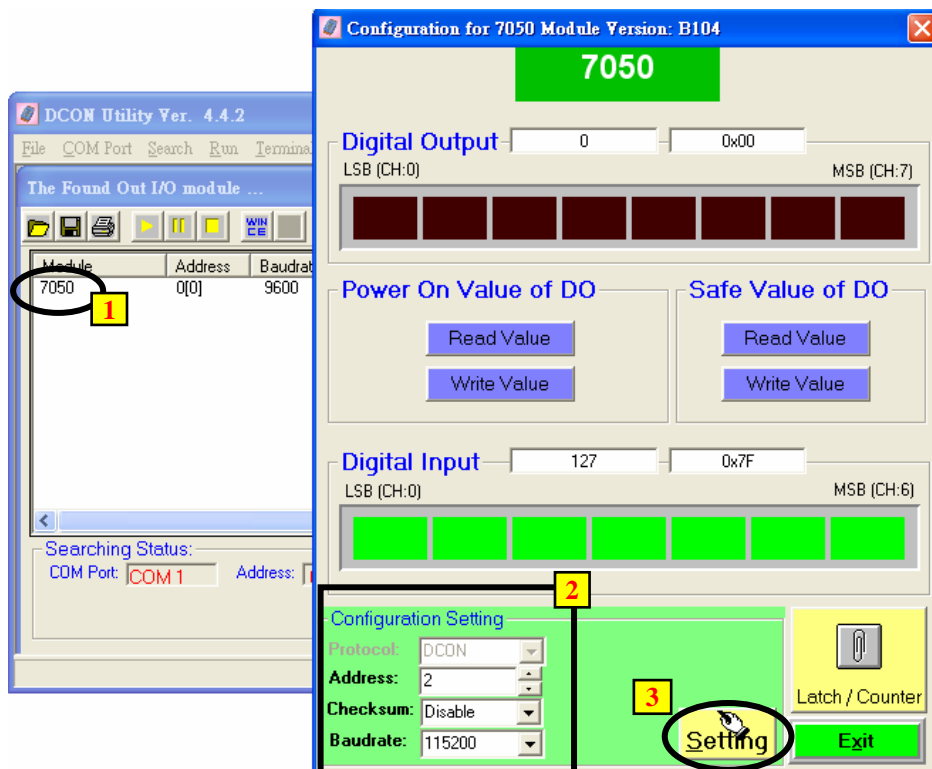 Configuration for 7050 Module Version: B104
7050
DCON Utility Ver. 4.4.2
File COM Port Search Run
The Found Out I/O module ...
WIN CE
Module Address
7050 0[0] 9600
1
Searching Status:
COM Port: COM 1 Address:
Digital Output 0 0x00
LSB (CH:0) MSB (CH:7)
Power On Value of DO
Read Value
Write Value
Safe Value of DO
Read Value
Write Value
Digital Input 127 0x7F
LSB (CH:0) MSB (CH:6)
2
Configuration Setting
Protocol: DCON
Address: 2
Checksum: Disable
Baudrate: 115200
3
Setting
Latch / Counter
Exit